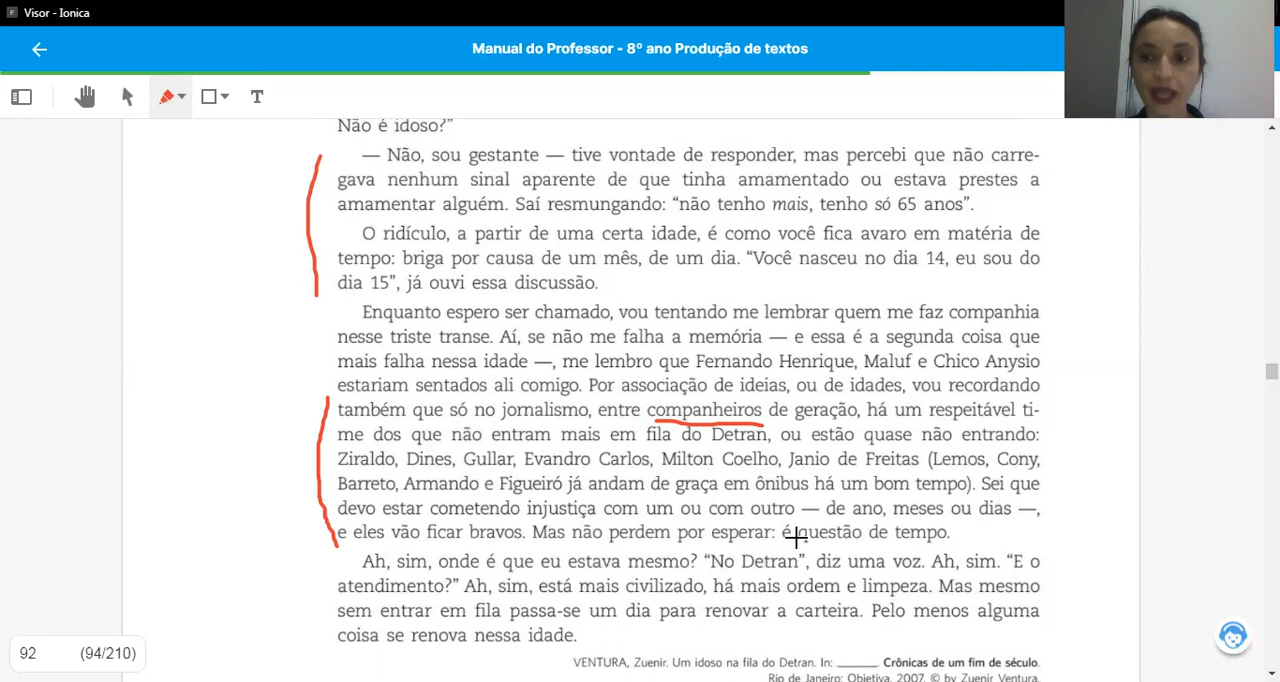 Visor - Ionica
Manual do Professor - 8º ano Produção de textos
T
Não é idoso?”
— Não, sou gestante — tive vontade de responder, mas percebi que não carre-
gava nenhum sinal aparente de que tinha amamentado ou estava prestes a
amamentar alguém. Saí resmungando: “não tenho mais, tenho só 65 anos”.
O ridículo, a partir de uma certa idade, é como você fica avaro em matéria de
tempo: briga por causa de um mês, de um dia. “Você nasceu no dia 14, eu sou do
dia 15”, já ouvi essa discussão.
Enquanto espero ser chamado, vou tentando me lembrar quem me faz companhia
nesse triste transe. Aí, se não me falha a memória — e essa é a segunda coisa que
mais falha nessa idade —, me lembro que Fernando Henrique, Maluf e Chico Anysio
estariam sentados ali comigo. Por associação de ideias, ou de idades, vou recordando
também que só no jornalismo, entre companheiros de geração, há um respeitável ti-
me dos que não entram mais em fila do Detran, ou estão quase não entrando:
Ziraldo, Dines, Gullar, Evandro Carlos, Milton Coelho, Janio de Freitas (Lemos, Cony,
Barreto, Armando e Figueiró já andam de graça em ônibus há um bom tempo). Sei que
devo estar cometendo injustiça com um ou com outro — de ano, meses ou dias —,
e eles vão ficar bravos. Mas não perdem por esperar: é questão de tempo.
Ah, sim, onde é que eu estava mesmo? “No Detran”, diz uma voz. Ah, sim. “E o
atendimento?” Ah, sim, está mais civilizado, há mais ordem e limpeza. Mas mesmo
sem entrar em fila passa-se um dia para renovar a carteira. Pelo menos alguma
coisa se renova nessa idade.
VENTURA, Zuenir. Um idoso na fila do Detran. In: ______. Crônicas de um fim de século.
Rio de Janeiro: Objetiva, 2007. © by Zuenir Ventura.
92 (94/210)